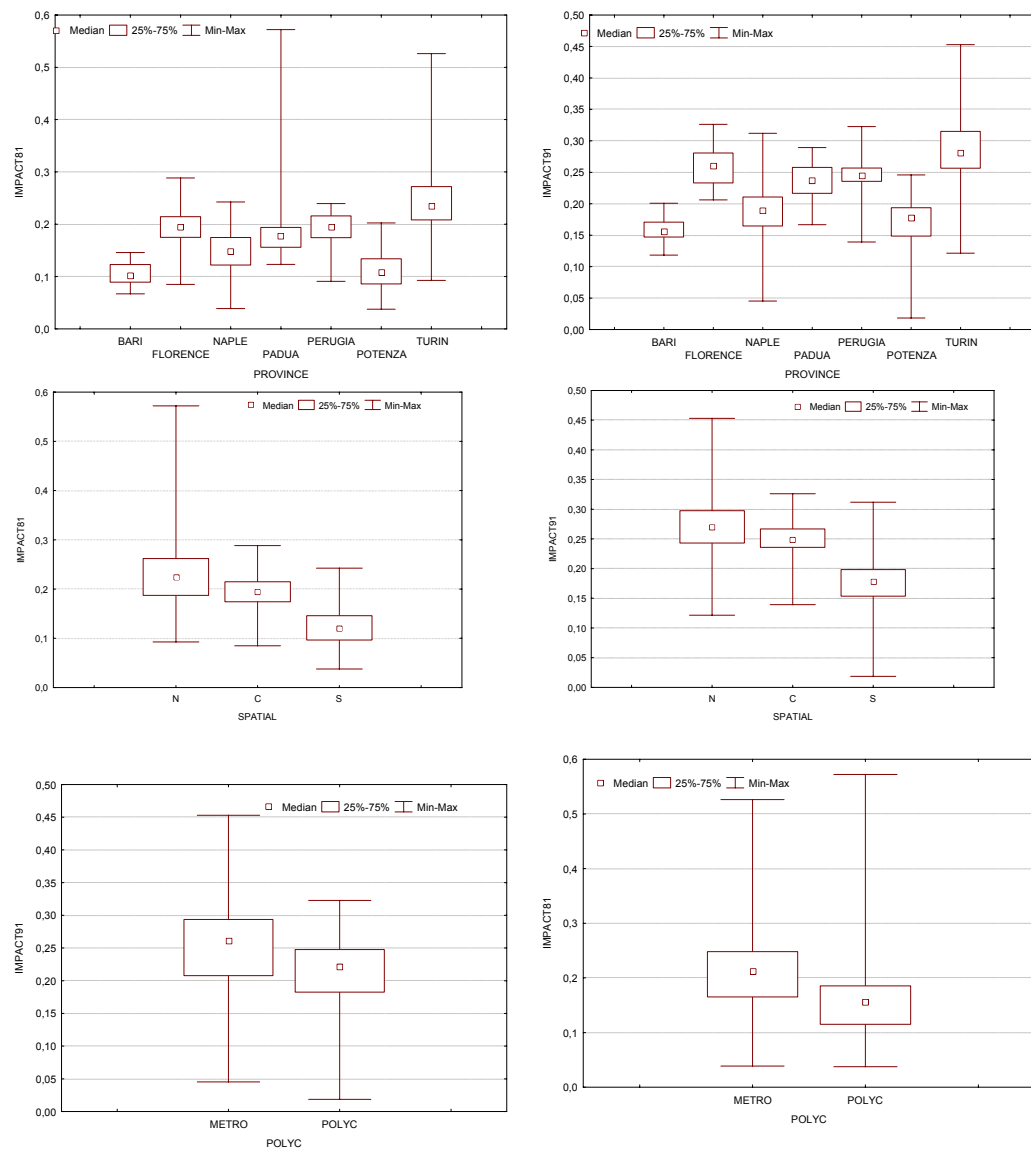 Median 25%-75% Min-Max
0,6
0,5
0,4
0,3
0,2
0,1
0,0
IMPACT81
BARI NAPLE PERUGIA TURIN
FLORENCE PADUA POTENZA
PROVINCE
Median 25%-75% Min-Max
0,50
0,45
0,40
0,35
0,30
0,25
0,20
0,15
0,10
0,05
0,00
IMPACT91
BARI NAPLE PERUGIA TURIN
FLORENCE PADUA POTENZA
PROVINCE
Median 25%-75% Min-Max
0,6
0,5
0,4
0,3
0,2
0,1
0,0
IMPACT81
N C S
SPATIAL
Median 25%-75% Min-Max
0,50
0,45
0,40
0,35
0,30
0,25
0,20
0,15
0,10
0,05
0,00
IMPACT91
N C S
SPATIAL
Median 25%-75% Min-Max
0,50
0,45
0,40
0,35
0,30
0,25
0,20
0,15
0,10
0,05
0,00
IMPACT91
METRO POLYC
POLYC
Median 25%-75% Min-Max
0,6
0,5
0,4
0,3
0,2
0,1
0,0
IMPACT81
METRO POLYC
POLYC